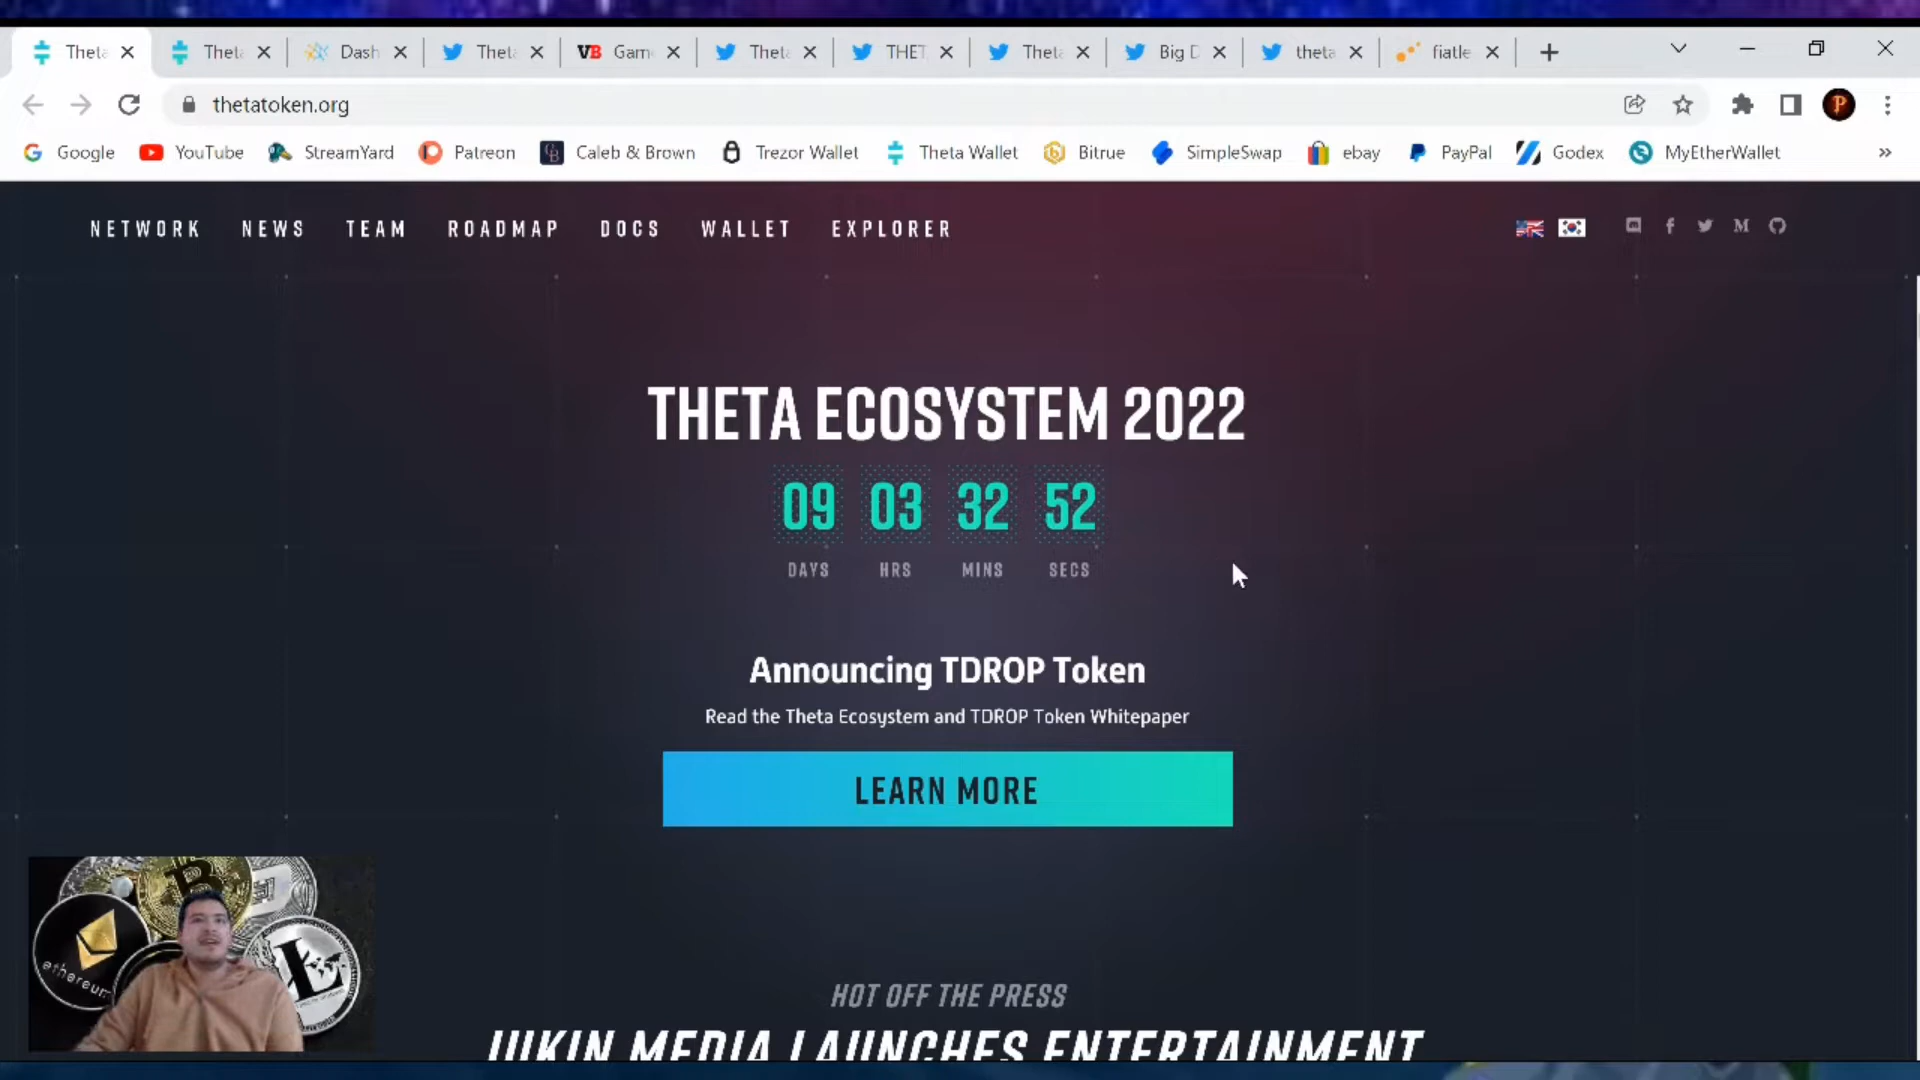 Theta
Theta
Dash
Theta
VB Gam
Theta
THET
Theta
Big D
theta
fiatle
thetatoken.org
Google
YouTube
StreamYard
Patreon
CB Caleb & Brown
Trezor Wallet
Theta Wallet
Bitrue
SimpleSwap
ebay
PayPal
Godex
MyEtherWallet
NETWORK NEWS TEAM ROADMAP DOCS WALLET EXPLORER
THETA ECOSYSTEM 2022
09 03 32 52
DAYS HRS MINS SECS
Announcing TDROP Token
Read the Theta Ecosystem and TDROP Token Whitepaper
LEARN MORE
ethereum
HOT OFF THE PRESS
JUKIN MEDIA LAUNCHES ENTERTAINMENT